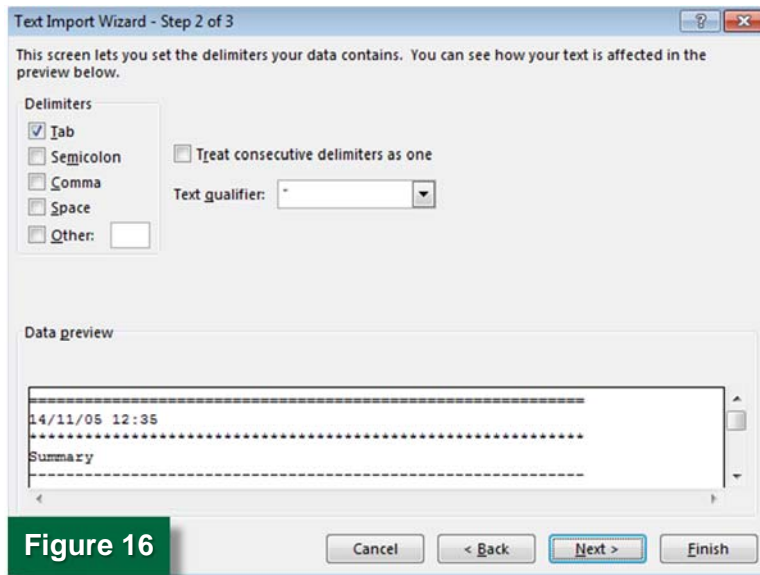 Text Import Wizard - Step 2 of 3
This screen lets you set the delimiters your data contains.  You can see how your text is affected in the
preview below.
Delimiters
Tab
Semicolon
Comma
Space
Other:
Treat consecutive delimiters as one
Text qualifier:
Data preview
==============================================================
14/11/05 12:35
**************************************************************
Summary
--------------------------------------------------------------
Figure 16
Cancel
< Back
Next >
Finish